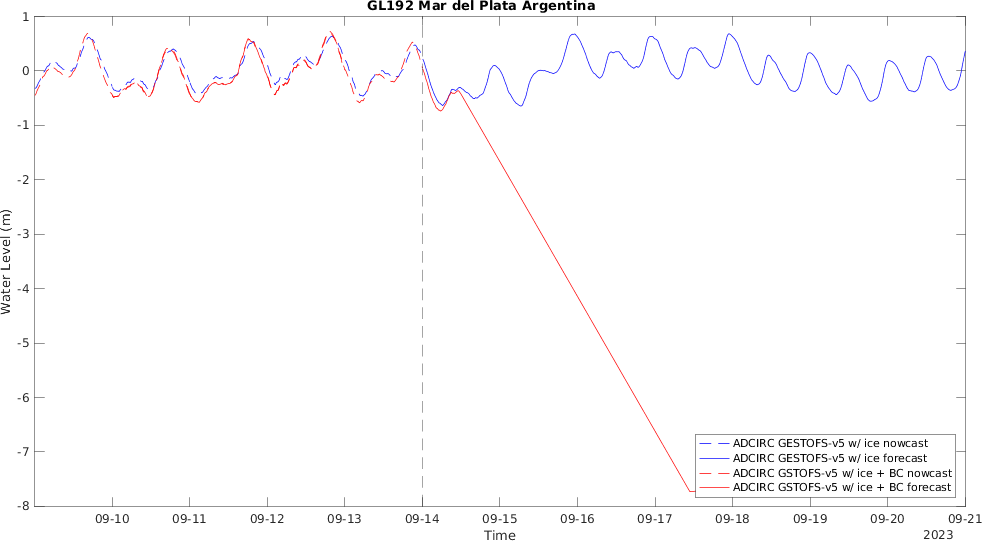 GL192 Mar del Plata Argentina
1
0
-1
-2
-3
-4
-5
-6
-7
-8
Water Level (m)
ADCIRC GESTOFS-v5 w/ ice nowcast
ADCIRC GESTOFS-v5 w/ ice forecast
ADCIRC GSTOFS-v5 w/ ice + BC nowcast
ADCIRC GSTOFS-v5 w/ ice + BC forecast
09-10 09-11 09-12 09-13 09-14 09-15 09-16 09-17 09-18 09-19 09-20 09-21
Time
2023